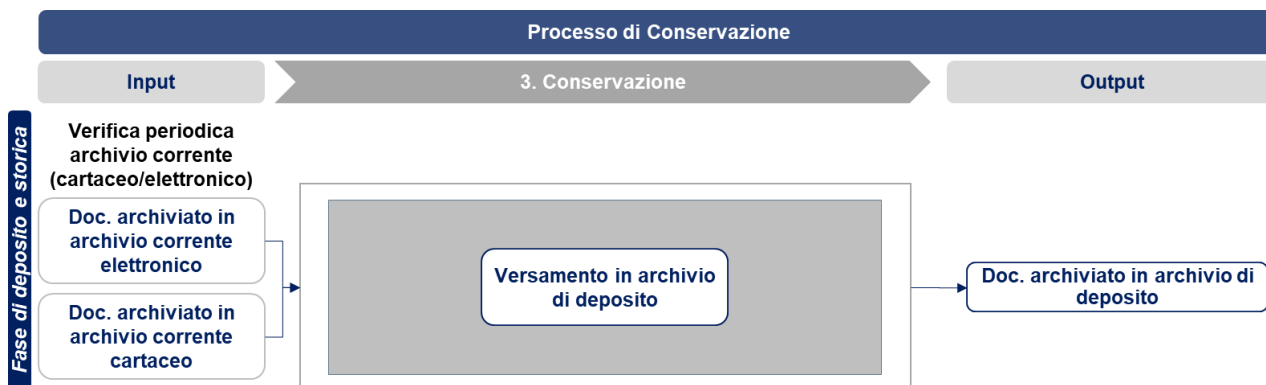 Processo di Conservazione
Input
3. Conservazione
Output
Fase di deposito e storica
Verifica periodica
archivio corrente
(cartaceo/elettronico)
Doc. archiviato in
archivio corrente
elettronico
Doc. archiviato in
archivio corrente
cartaceo
Versamento in archivio
di deposito
Doc. archiviato in archivio di
deposito